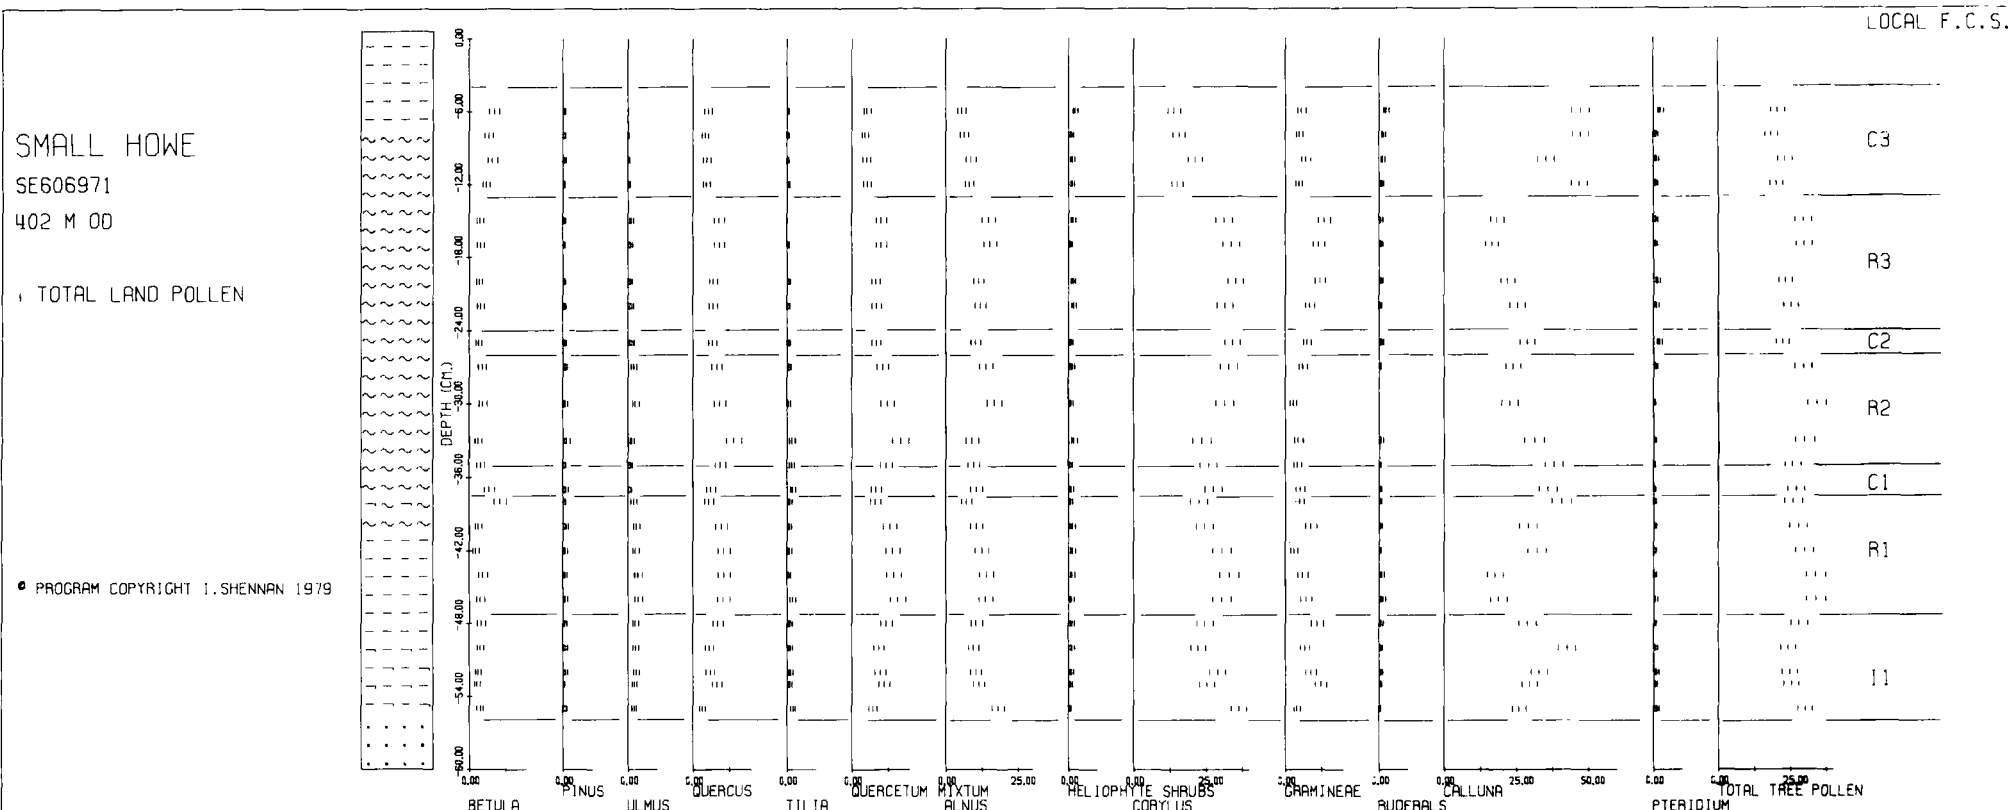 LOCAL F.C.S.
SMALL HOWE
SE606971
402 M OD
TOTAL LAND POLLEN
PROGRAM COPYRIGHT I.SHENNAN 1979
DEPTH (CM.)
0.00
-6.00
-12.00
-18.00
-24.00
-30.00
-36.00
-42.00
-48.00
-54.00
-60.00
C3
R3
C2
R2
C1
R1
I1
0.00 0.00 0.00 0.00 0.00 0.00 0.00 25.00 0.00 0.00 25.00 0.00 0.00 0.00 25.00 50.00 0.00 0.00 25.00
PINUS QUERCUS QUERCETUM MIXTUM HELIOPHYTE SHRUBS GRAMINEAE CALLUNA TOTAL TREE POLLEN
BETULA ULMUS TILIA ALNUS CORYLUS RUDERALS PTERIDIUM